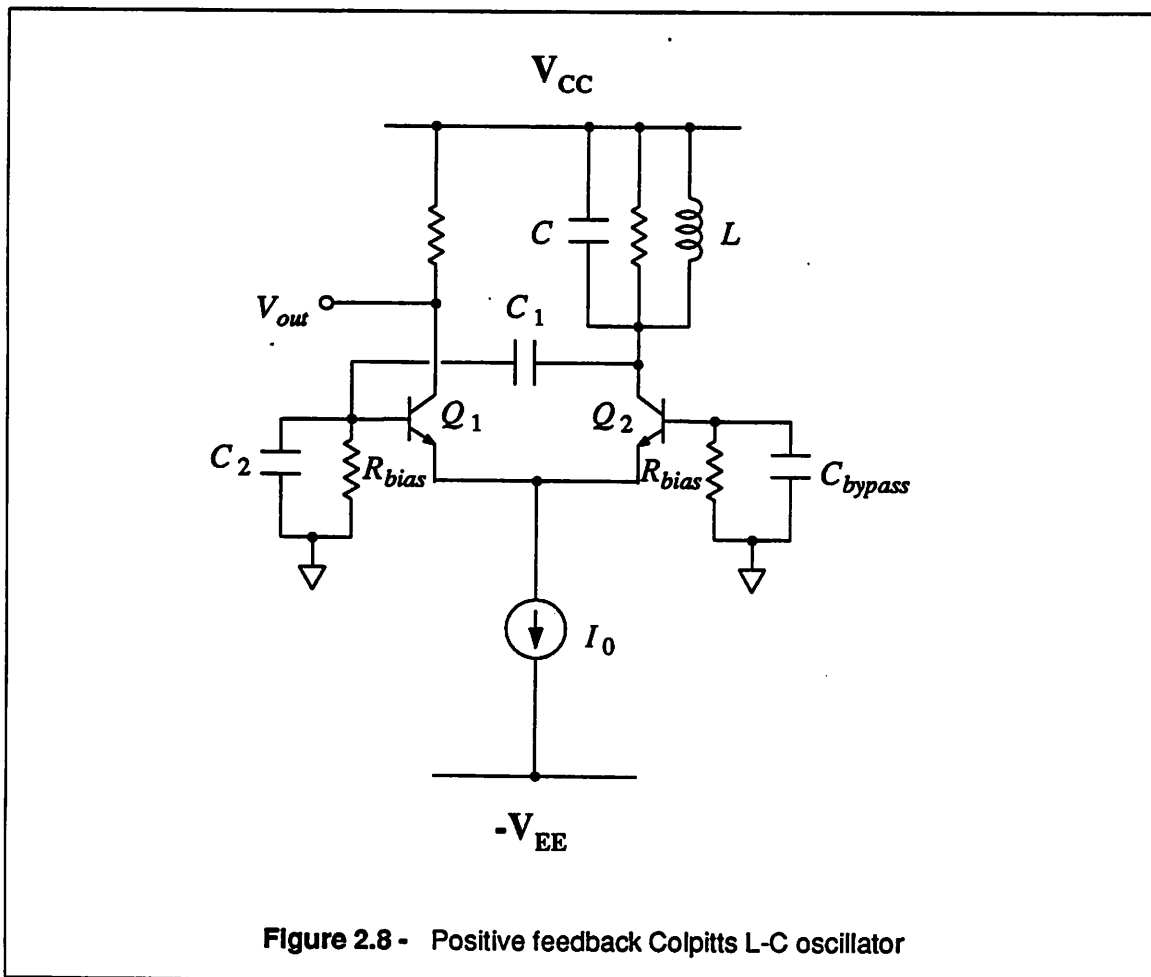 V_CC
C
L
V_out
C_1
Q_1
Q_2
C_2
R_bias
R_bias
C_bypass
I_0
-V_EE
Figure 2.8 - Positive feedback Colpitts L-C oscillator